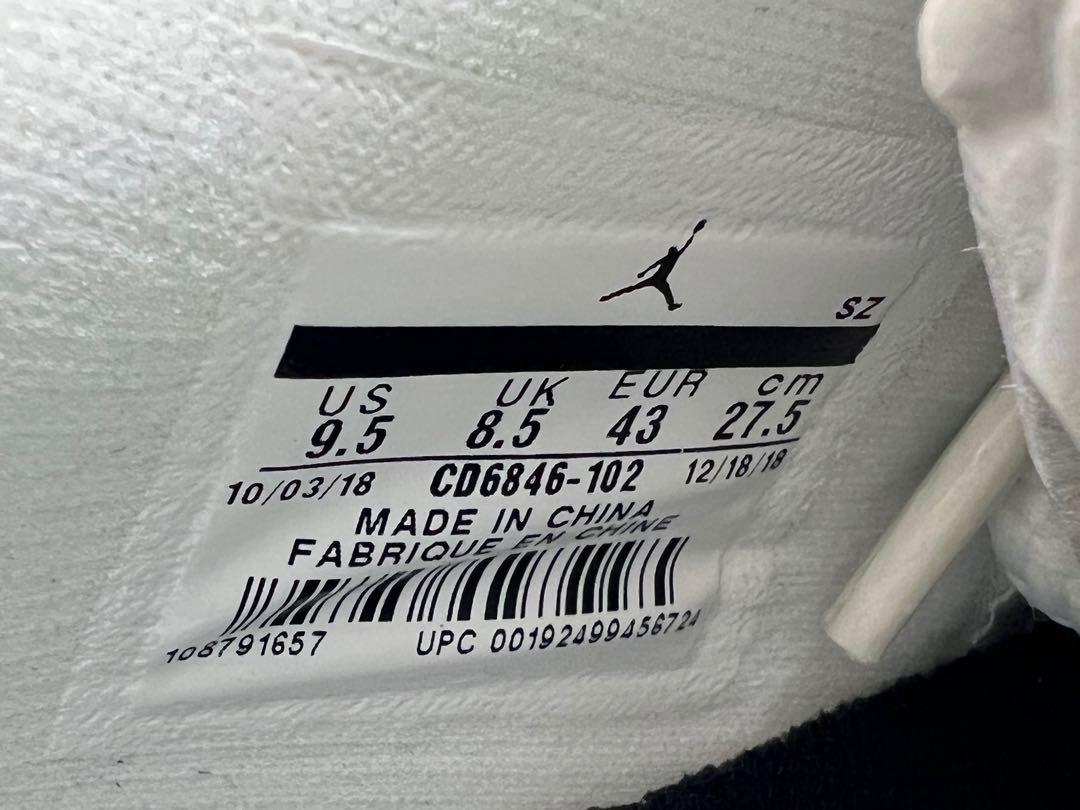 SZ
US UK EUR cm
9.5 8.5 43 27.5
10/03/18 CD6846-102 12/18/18
MADE IN CHINA
FABRIQUE EN CHINE
108791657 UPC 00192499456724